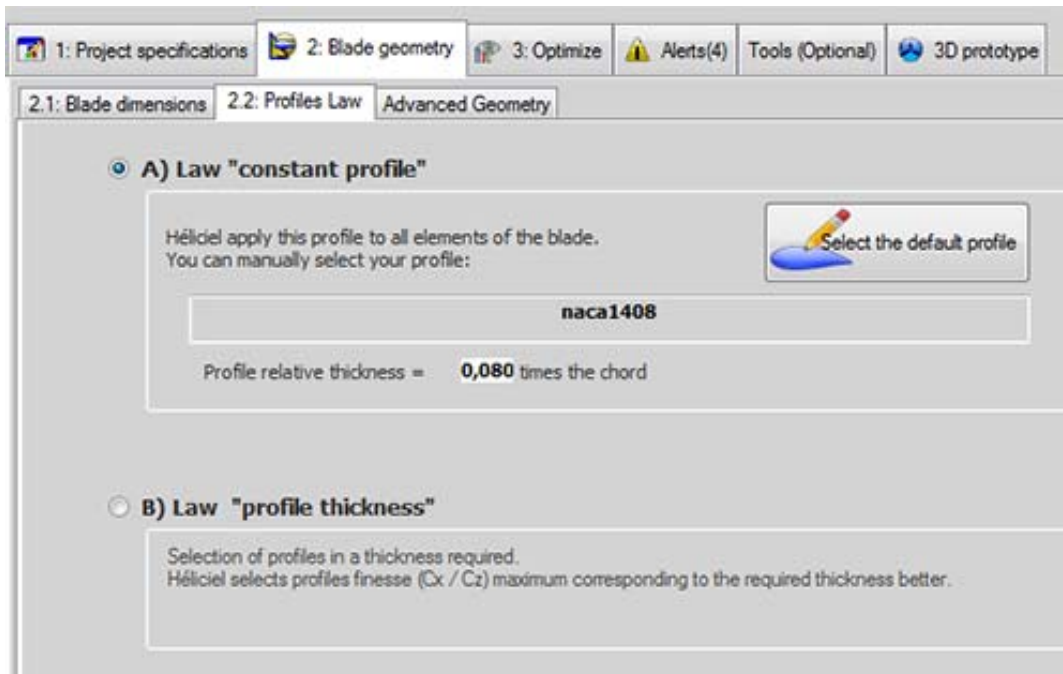 1: Project specifications 2: Blade geometry 3: Optimize Alerts(4) Tools (Optional) 3D prototype
2.1: Blade dimensions 2.2: Profiles Law Advanced Geometry
A) Law "constant profile"
Héliciel apply this profile to all elements of the blade.
You can manually select your profile:
Select the default profile
naca1408
Profile relative thickness = 0,080 times the chord
B) Law "profile thickness"
Selection of profiles in a thickness required.
Héliciel selects profiles finesse (Cx / Cz) maximum corresponding to the required thickness better.